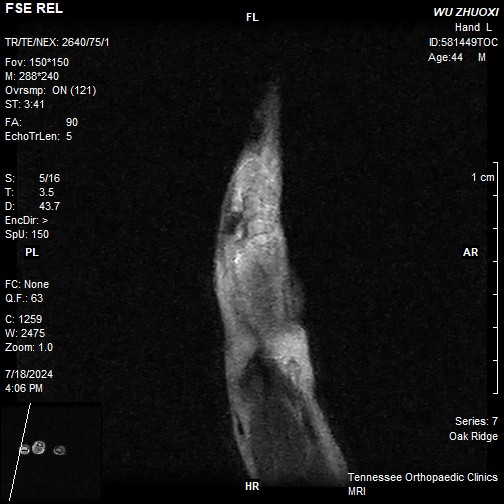 FSE REL
TR/TE/NEX: 2640/75/1
Fov: 150*150
M: 288*240
Ovrsmp: ON (121)
ST: 3:41
FA: 90
EchoTrLen: 5
S: 5/16
T: 3.5
D: 43.7
EncDir: >
SpU: 150
PL
FC: None
Q.F.: 63
C: 1259
W: 2475
Zoom: 1.0
7/18/2024
4:06 PM
FL
WU ZHUOXI
Hand L
ID:581449TOC
Age:44 M
1 cm
AR
Series: 7
Oak Ridge
Tennessee Orthopaedic Clinics
MRI
HR